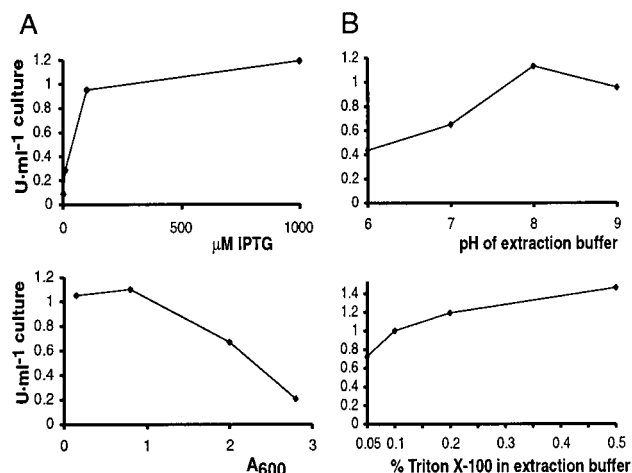 A
U·ml⁻¹ culture
1.2
1
0.8
0.6
0.4
0.2
0
0 500 1000
µM IPTG
B
1.2
1
0.8
0.6
0.4
0.2
0
6 7 8 9
pH of extraction buffer
U·ml⁻¹ culture
1.2
1
0.8
0.6
0.4
0.2
0
0 1 2 3
A₆₀₀
1.4
1.2
1
0.8
0.6
0.4
0.2
0
0.05 0.1 0.2 0.3 0.4 0.5
% Triton X-100 in extraction buffer